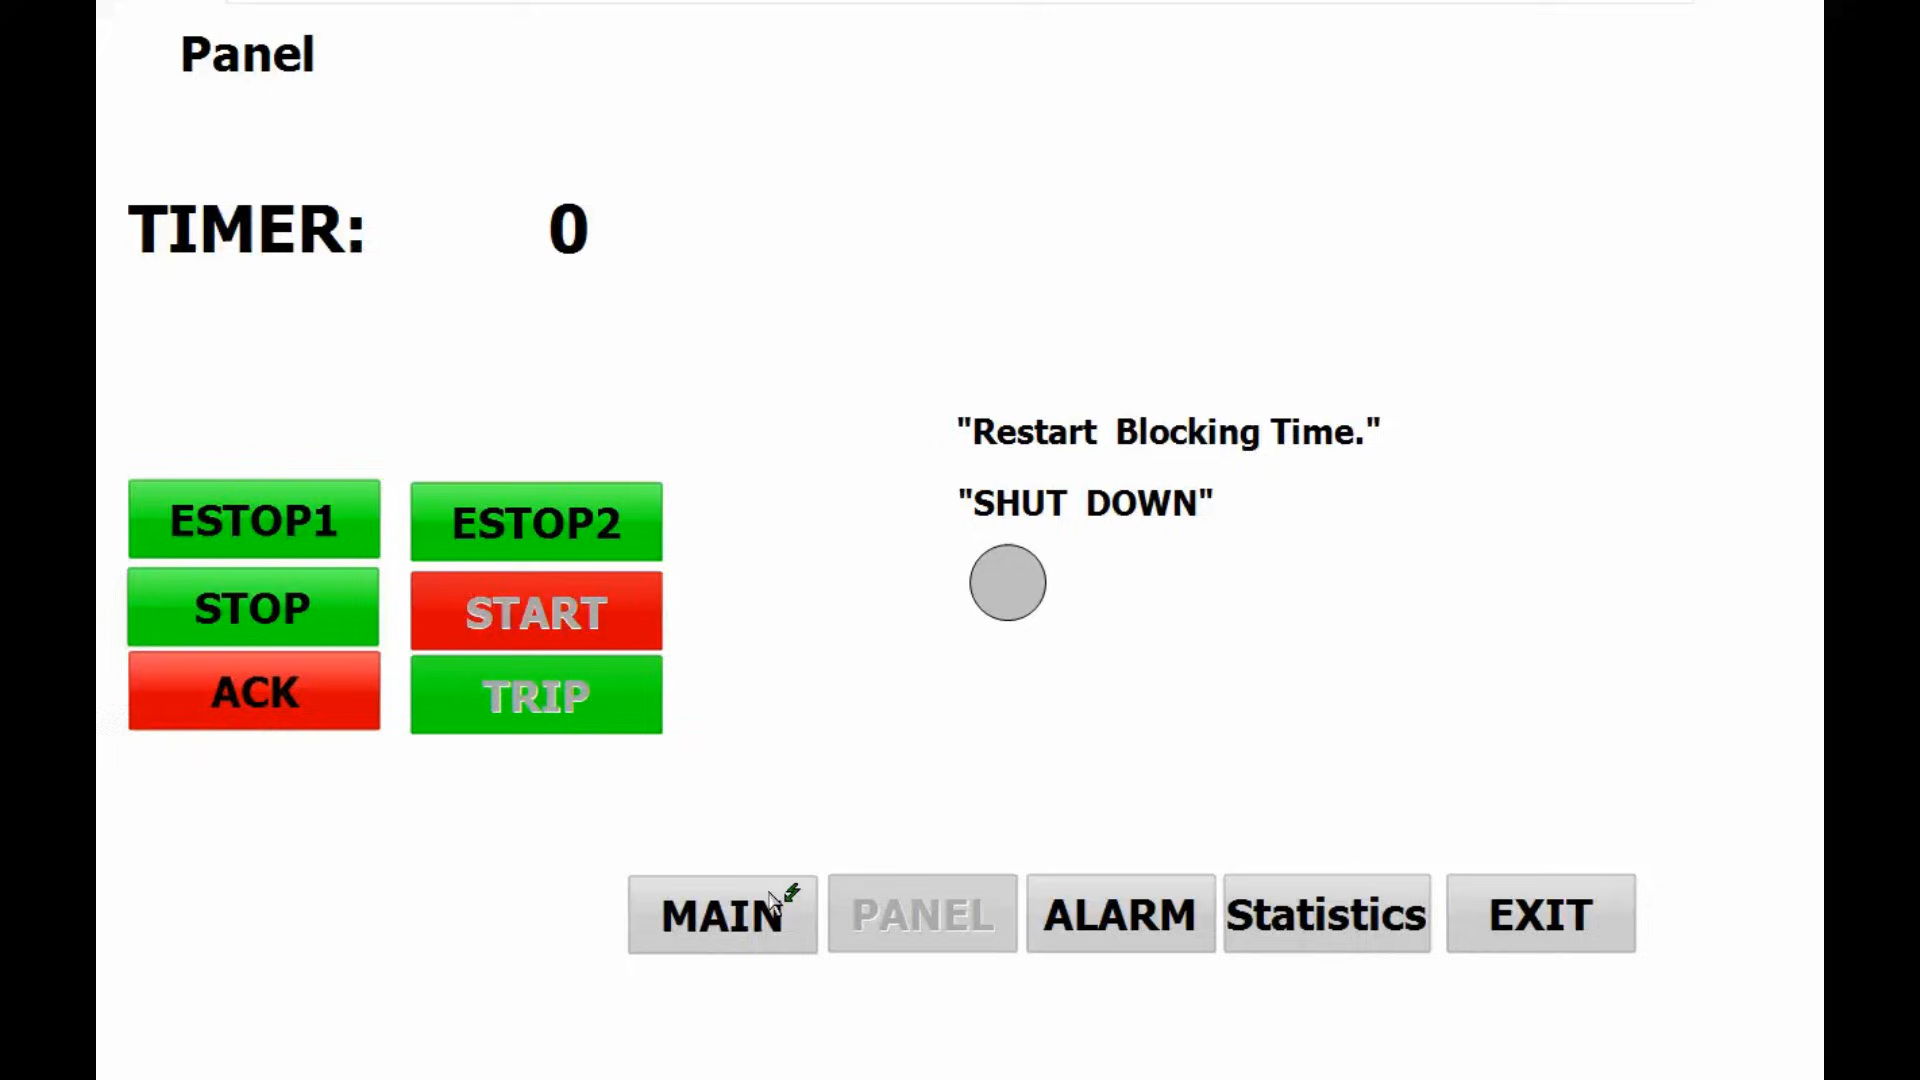 Panel
TIMER: 0
"Restart Blocking Time."
"SHUT DOWN"
ESTOP1 ESTOP2
STOP START
ACK TRIP
MAIN PANEL ALARM Statistics EXIT